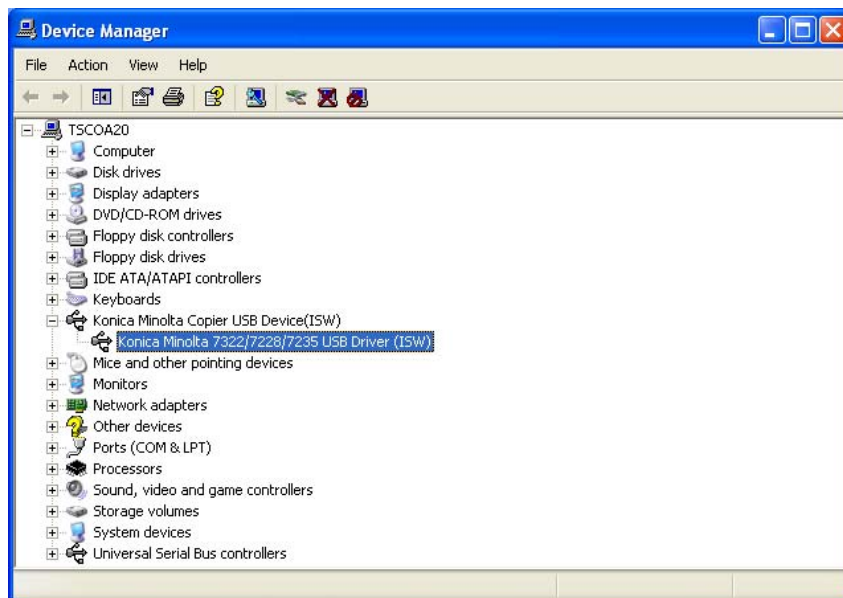 Device Manager
File Action View Help
TSCOA20
Computer
Disk drives
Display adapters
DVD/CD-ROM drives
Floppy disk controllers
Floppy disk drives
IDE ATA/ATAPI controllers
Keyboards
Konica Minolta Copier USB Device(ISW)
Konica Minolta 7322/7228/7235 USB Driver (ISW)
Mice and other pointing devices
Monitors
Network adapters
Other devices
Ports (COM & LPT)
Processors
Sound, video and game controllers
Storage volumes
System devices
Universal Serial Bus controllers